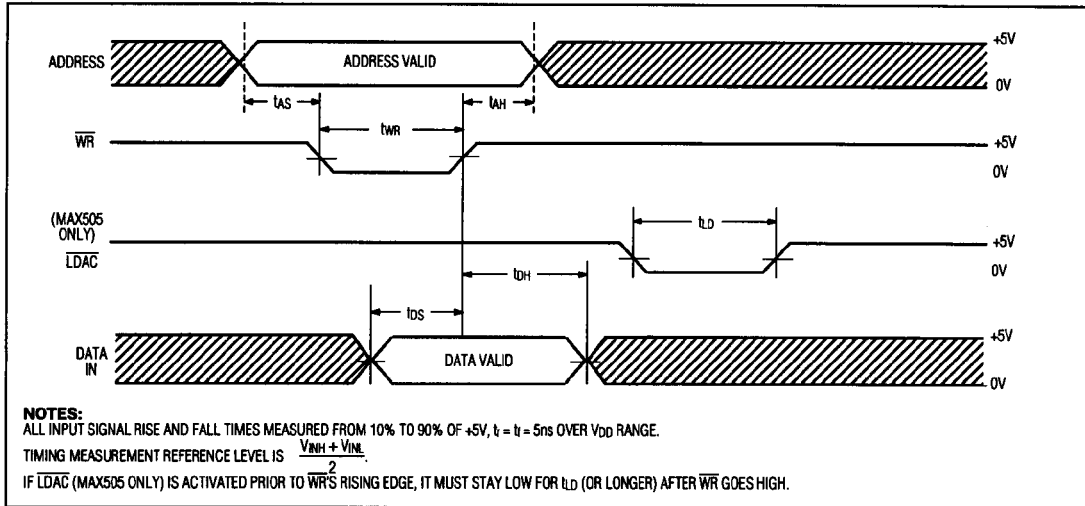 ADDRESS
ADDRESS VALID
+5V
0V
tAS
tAH
tWR
WR
+5V
0V
(MAX505
ONLY)
LDAC
tLD
+5V
0V
tDH
tDS
DATA
IN
DATA VALID
+5V
0V
NOTES:
ALL INPUT SIGNAL RISE AND FALL TIMES MEASURED FROM 10% TO 90% OF +5V, tr = tf = 5ns OVER VDD RANGE.
TIMING MEASUREMENT REFERENCE LEVEL IS VINH + VINL / 2.
IF LDAC (MAX505 ONLY) IS ACTIVATED PRIOR TO WR'S RISING EDGE, IT MUST STAY LOW FOR tLD (OR LONGER) AFTER WR GOES HIGH.